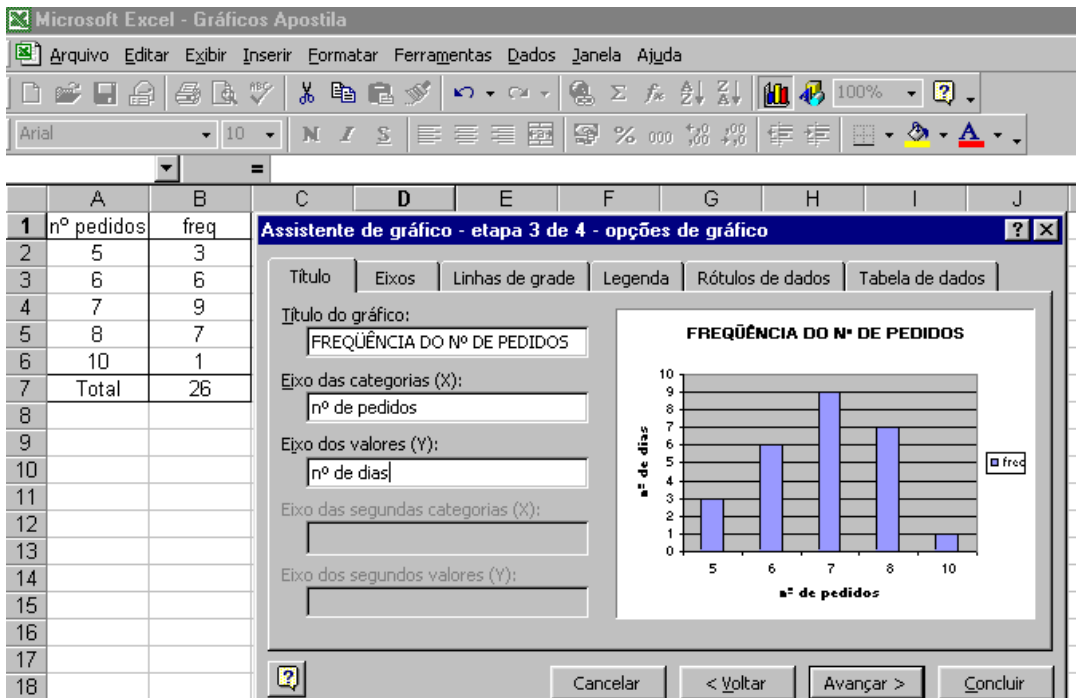 Microsoft Excel - Gráficos Apostila
Arquivo Editar Exibir Inserir Formatar Ferramentas Dados Janela Ajuda
100%
Arial 10 N I S % 000
=
A B C D E F G H I J
1 nº pedidos freq
2 5 3
3 6 6
4 7 9
5 8 7
6 10 1
7 Total 26
8
9
10
11
12
13
14
15
16
17
18
Assistente de gráfico - etapa 3 de 4 - opções de gráfico
Título Eixos Linhas de grade Legenda Rótulos de dados Tabela de dados
Título do gráfico:
FREQÜÊNCIA DO Nº DE PEDIDOS
Eixo das categorias (X):
nº de pedidos
Eixo dos valores (Y):
nº de dias
Eixo das segundas categorias (X):
Eixo dos segundos valores (Y):
FREQÜÊNCIA DO Nº DE PEDIDOS
nº de dias
10
9
8
7
6
5
4
3
2
1
0
5 6 7 8 10
nº de pedidos
freq
Cancelar < Voltar Avançar > Concluir